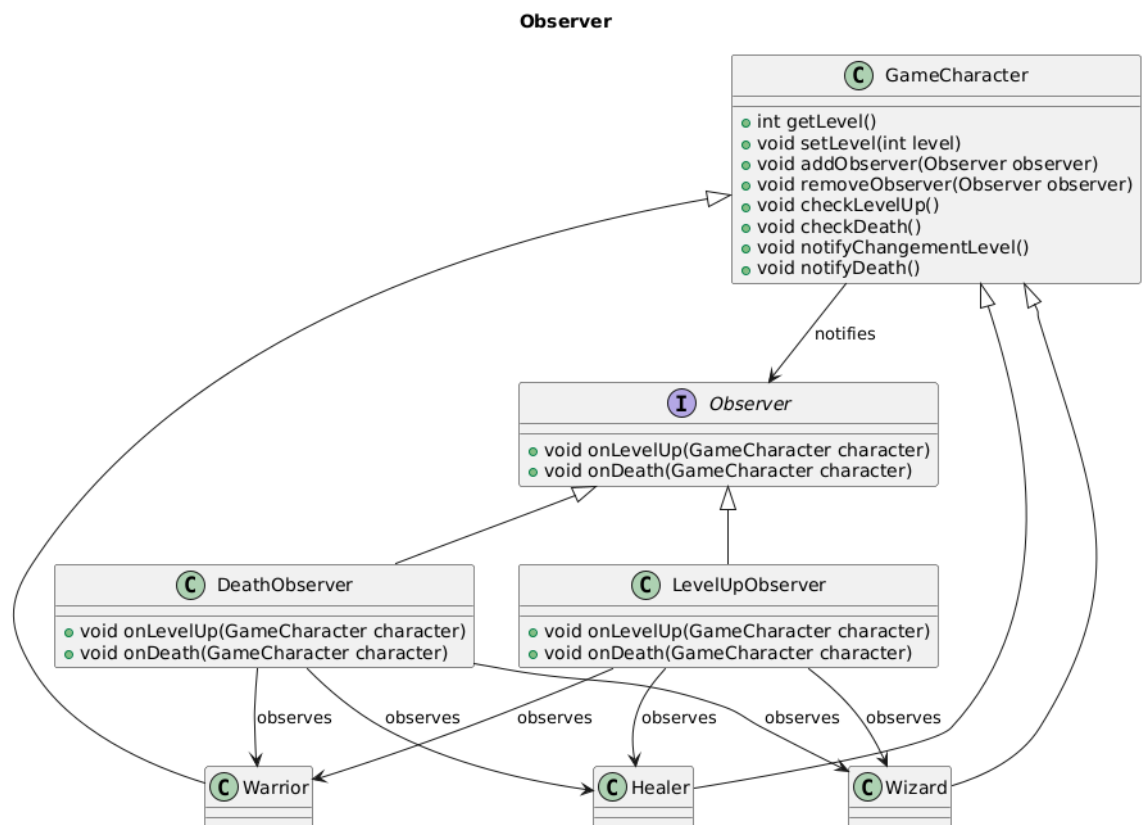 Observer
C GameCharacter
int getLevel()
void setLevel(int level)
void addObserver(Observer observer)
void removeObserver(Observer observer)
void checkLevelUp()
void checkDeath()
void notifyChangementLevel()
void notifyDeath()
notifies
I Observer
void onLevelUp(GameCharacter character)
void onDeath(GameCharacter character)
C DeathObserver
void onLevelUp(GameCharacter character)
void onDeath(GameCharacter character)
C LevelUpObserver
void onLevelUp(GameCharacter character)
void onDeath(GameCharacter character)
observes
observes
observes
observes
observes
observes
C Warrior
C Healer
C Wizard